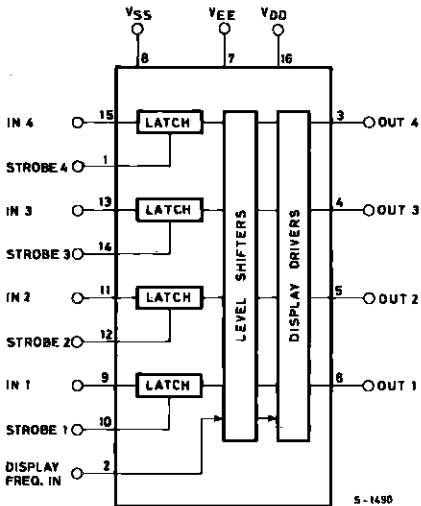 VSS VEE VDD
8 7 16
IN 4 15 LATCH 3 OUT 4
STROBE 4 1
IN 3 13 LATCH 4 OUT 3
STROBE 3 14
IN 2 11 LATCH 5 OUT 2
STROBE 2 12
IN 1 9 LATCH 6 OUT 1
STROBE 1 10
DISPLAY FREQ. IN 2
LEVEL SHIFTERS
DISPLAY DRIVERS
S-1490